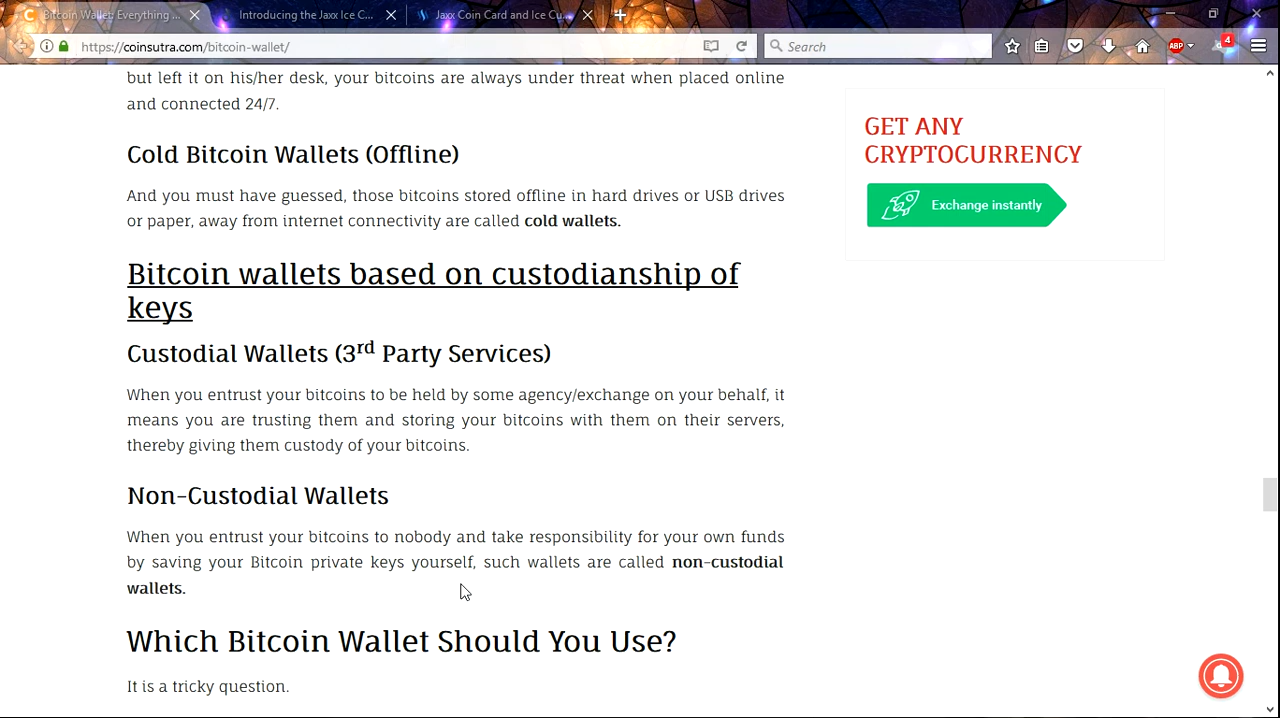 Bitcoin Wallet: Everything ...
Introducing the Jaxx Ice C...
Jaxx Coin Card and Ice Cu...
https://coinsutra.com/bitcoin-wallet/
Search
ABP
4
but left it on his/her desk, your bitcoins are always under threat when placed online
and connected 24/7.
Cold Bitcoin Wallets (Offline)
And you must have guessed, those bitcoins stored offline in hard drives or USB drives
or paper, away from internet connectivity are called cold wallets.
Bitcoin wallets based on custodianship of
keys
Custodial Wallets (3rd Party Services)
When you entrust your bitcoins to be held by some agency/exchange on your behalf, it
means you are trusting them and storing your bitcoins with them on their servers,
thereby giving them custody of your bitcoins.
Non-Custodial Wallets
When you entrust your bitcoins to nobody and take responsibility for your own funds
by saving your Bitcoin private keys yourself, such wallets are called non-custodial
wallets.
Which Bitcoin Wallet Should You Use?
It is a tricky question.
GET ANY
CRYPTOCURRENCY
Exchange instantly